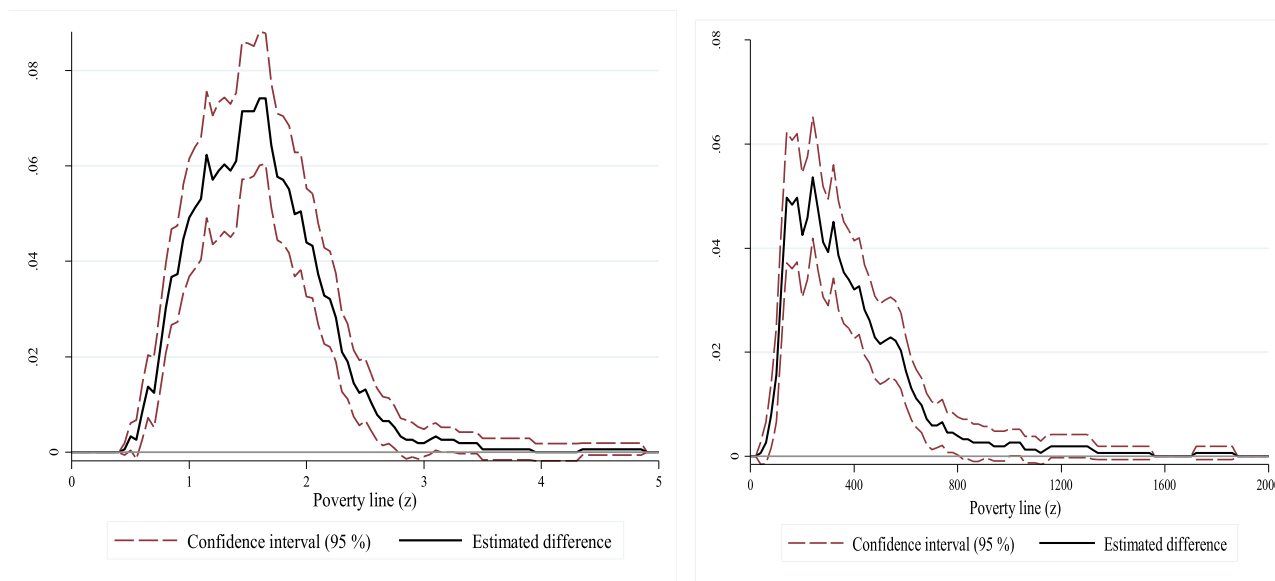 .08
.06
.04
.02
0
0 1 2 3 4 5
Poverty line (z)
Confidence interval (95 %) Estimated difference
.08
.06
.04
.02
0
0 400 800 1200 1600 2000
Poverty line (z)
Confidence interval (95 %) Estimated difference